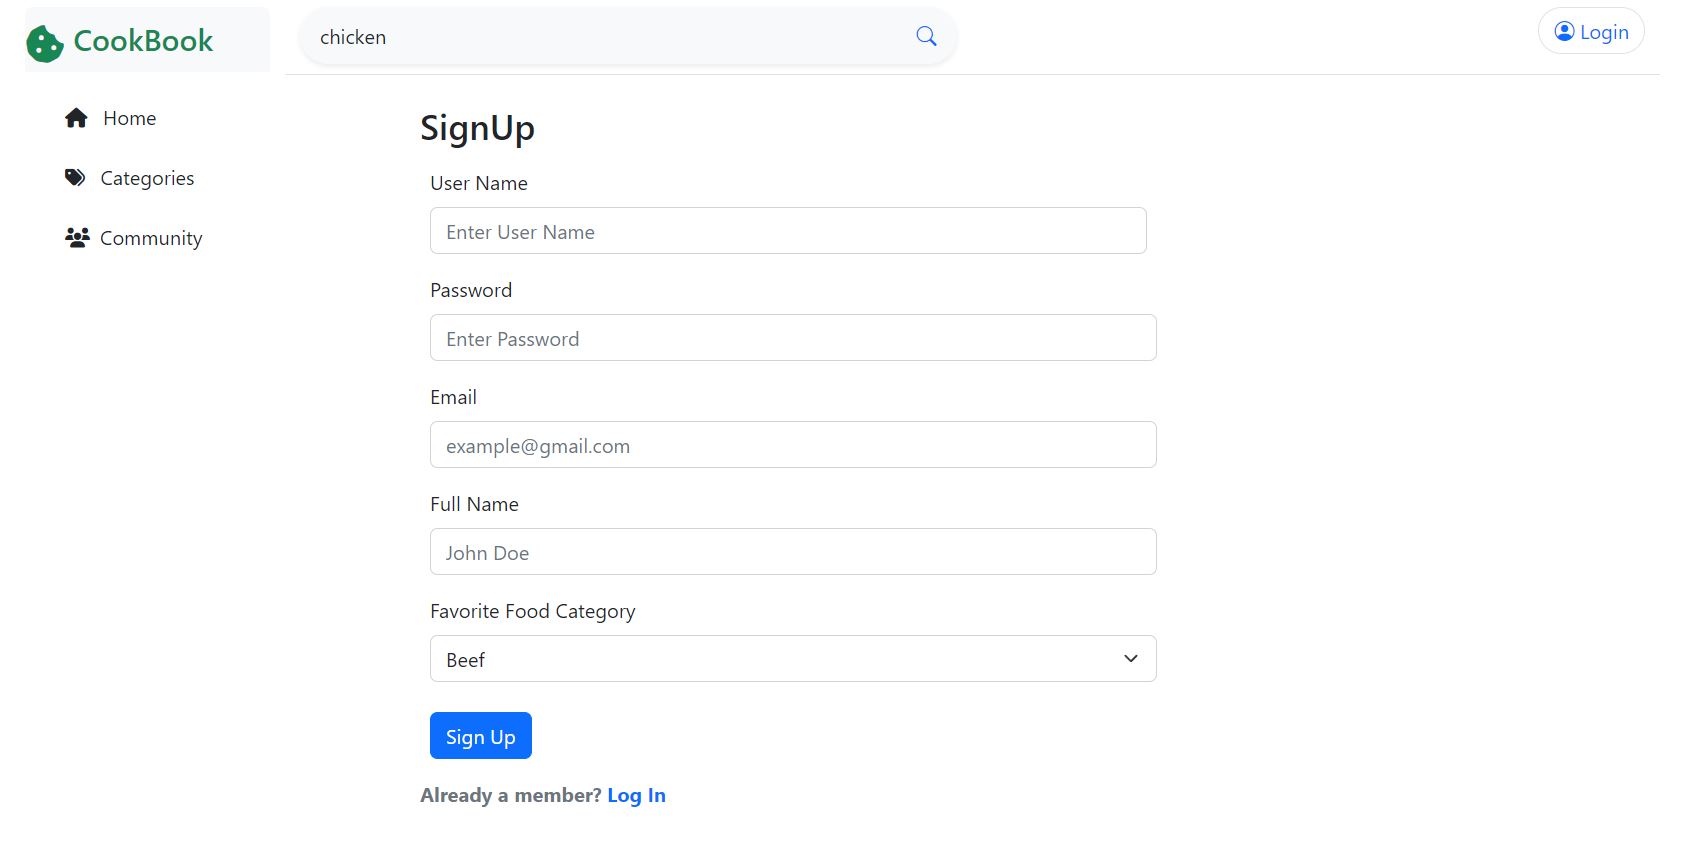 CookBook
chicken
Login
Home
Categories
Community
SignUp
User Name
Enter User Name
Password
Enter Password
Email
example@gmail.com
Full Name
John Doe
Favorite Food Category
Beef
Sign Up
Already a member? Log In